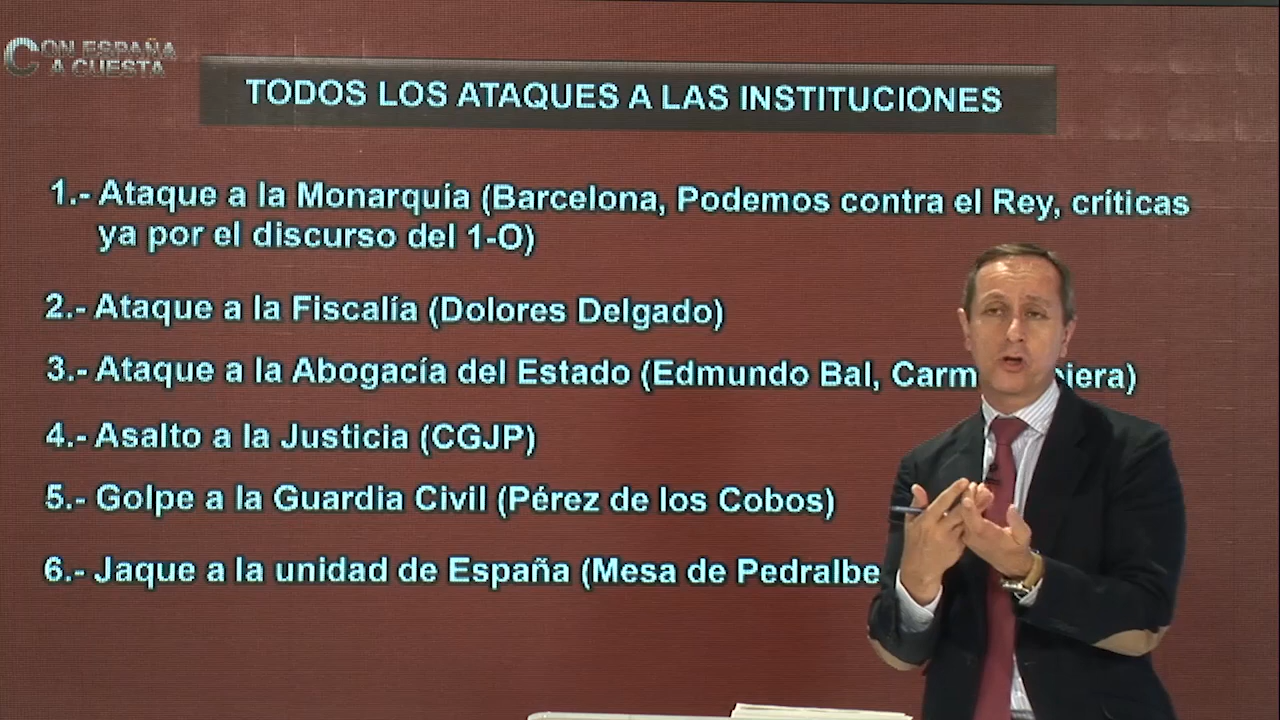 CON ESPAÑA
A CUESTA
TODOS LOS ATAQUES A LAS INSTITUCIONES
1.- Ataque a la Monarquía (Barcelona, Podemos contra el Rey, críticas
ya por el discurso del 1-O)
2.- Ataque a la Fiscalía (Dolores Delgado)
3.- Ataque a la Abogacía del Estado (Edmundo Bal,
4.- Asalto a la Justicia (CGJP)
5.- Golpe a la Guardia Civil (Pérez de los Cobos)
6.- Jaque a la unidad de España (Mesa de